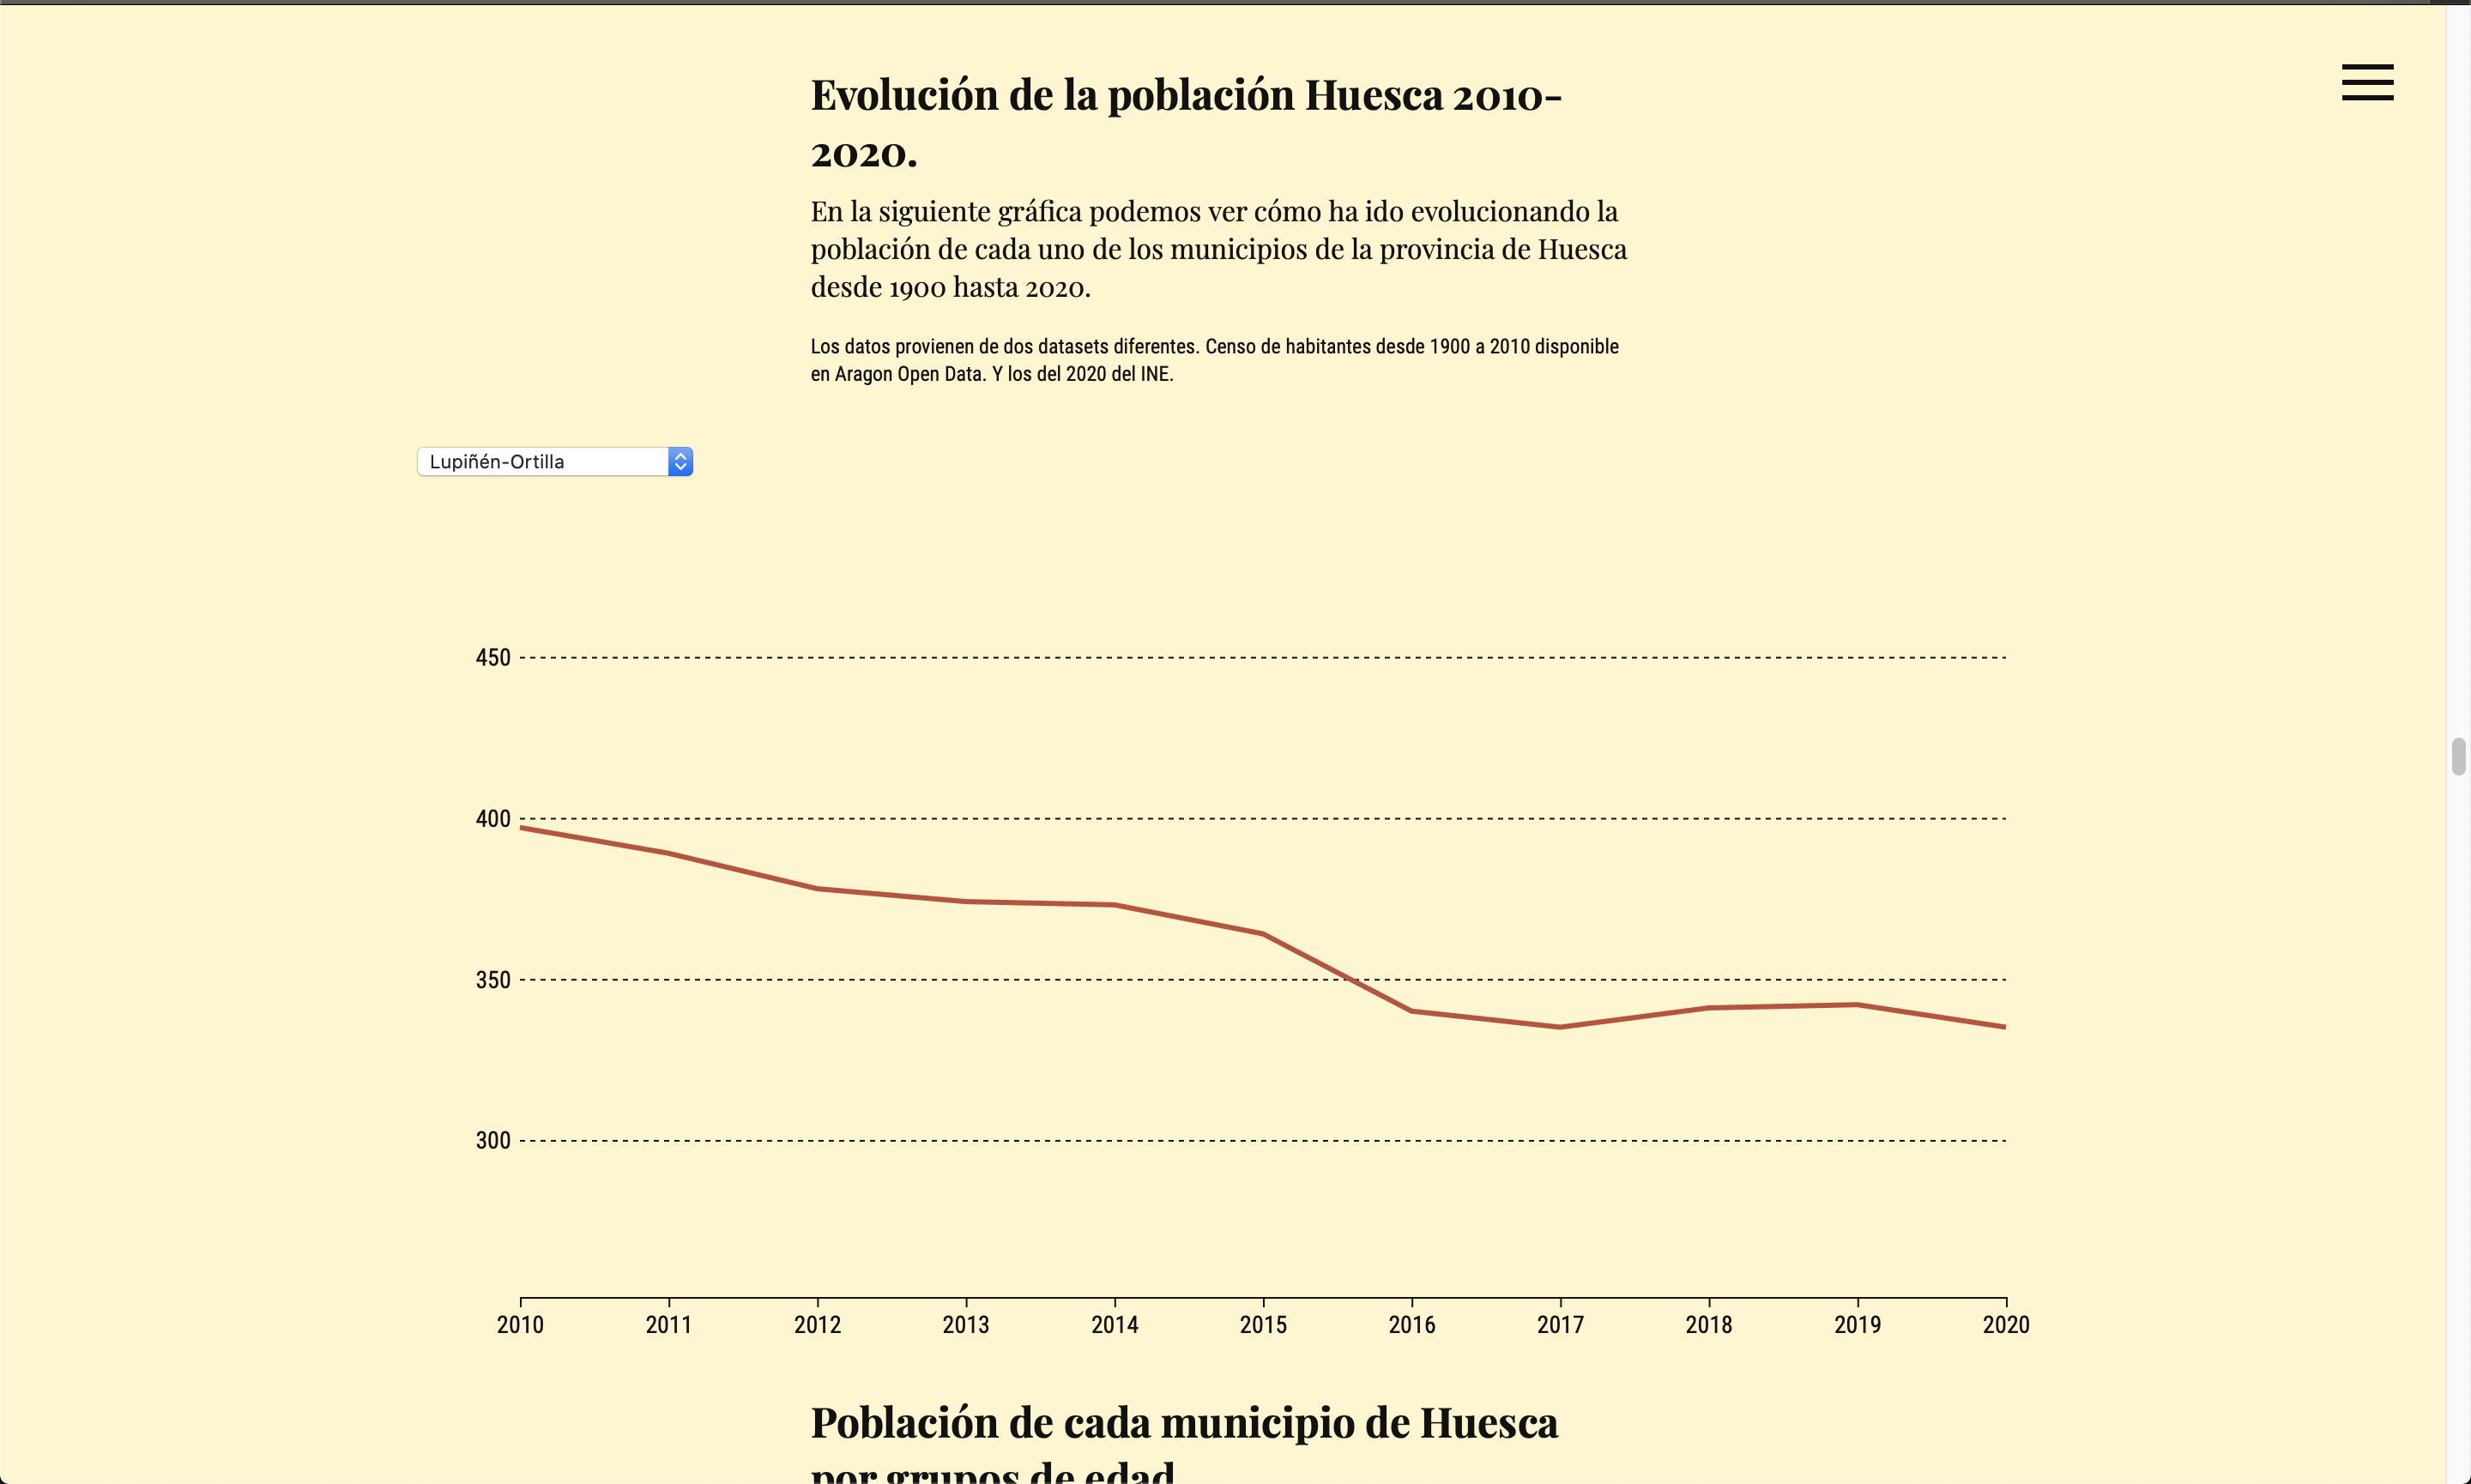 Evolución de la población Huesca 2010-
2020.
En la siguiente gráfica podemos ver cómo ha ido evolucionando la
población de cada uno de los municipios de la provincia de Huesca
desde 1900 hasta 2020.
Los datos provienen de dos datasets diferentes. Censo de habitantes desde 1900 a 2010 disponible
en Aragon Open Data. Y los del 2020 del INE.
Lupiñén-Ortilla
450
400
350
300
2010 2011 2012 2013 2014 2015 2016 2017 2018 2019 2020
Población de cada municipio de Huesca
por grupos de edad